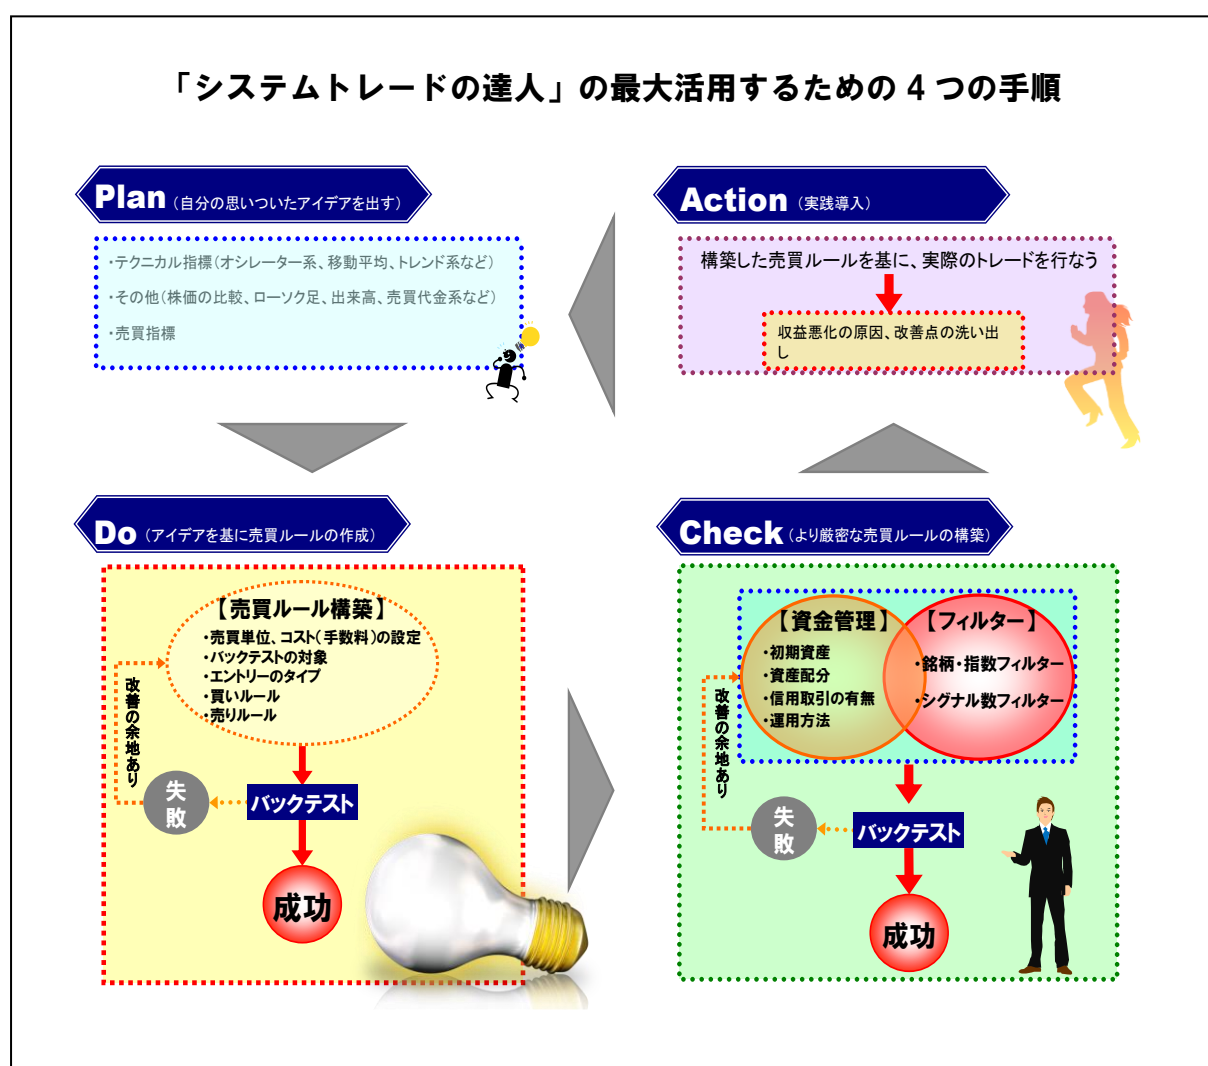 「システムトレードの達人」の最大活用するための4つの手順
Plan（自分の思いついたアイデアを出す）
・テクニカル指標（オシレーター系、移動平均、トレンド系など）
・その他（株価の比較、ローソク足、出来高、売買代金系など）
・売買指標
Action（実践導入）
構築した売買ルールを基に、実際のトレードを行なう
収益悪化の原因、改善点の洗い出
し
Do（アイデアを基に売買ルールの作成）
【売買ルール構築】
・売買単位、コスト（手数料）の設定
・バックテストの対象
・エントリーのタイプ
・買いルール
・売りルール
改善の余地あり
失敗
バックテスト
成功
Check（より厳密な売買ルールの構築）
【資金管理】
・初期資産
・資産配分
・信用取引の有無
・運用方法
【フィルター】
・銘柄・指数フィルター
・シグナル数フィルター
改善の余地あり
失敗
バックテスト
成功